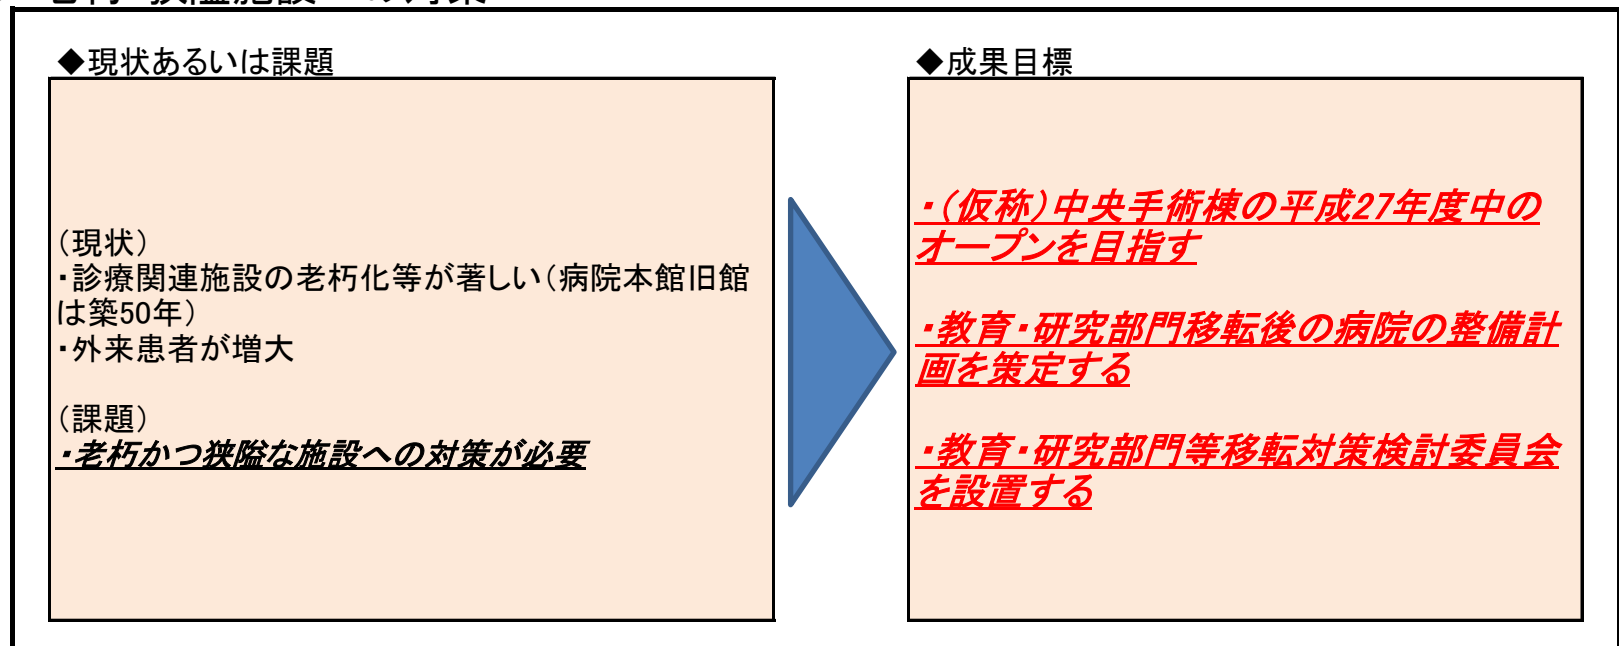 ◆現状あるいは課題
(現状)
・診療関連施設の老朽化等が著しい(病院本館旧館
は築50年)
・外来患者が増大
(課題)
・老朽かつ狭隘な施設への対策が必要
◆成果目標
・(仮称)中央手術棟の平成27年度中の
オープンを目指す
・教育・研究部門移転後の病院の整備計
画を策定する
・教育・研究部門等移転対策検討委員会
を設置する